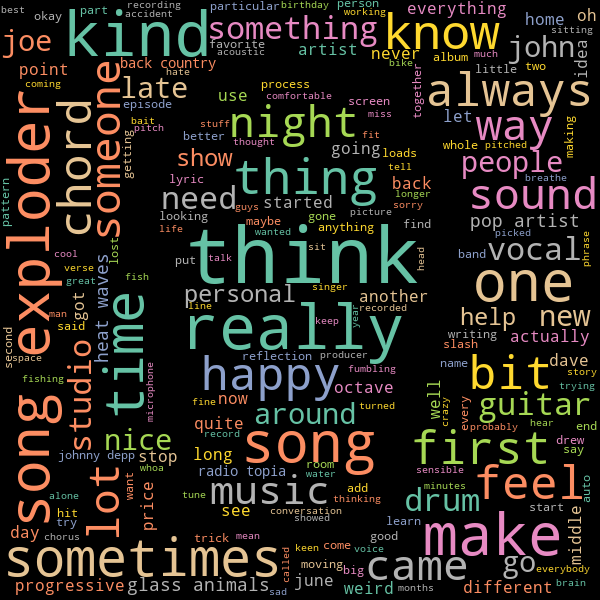 best
okay
recording
accident
part
kind
something
particular
birthday
person
working
everything
oh
favorite
acoustic
artist
know
home
sitting
joe
point
back country
never
bike
album
much
little
two
john
idea
coming
hate
late
process
comfortable
screen
miss
together
always
episode
use
bait
pitch
stuff
better
night
thought
fit
let
way
making
getting
lyric
show
going
loads
tell
whole
pitched
people
breathe
song exploder
chord
someone
guys
thing
back
longer
sorry
pattern
looking
life
need
started
maybe
gone
picture
anything
find
sound
pop artist
put
wanted
sit
think
head
band
picked
vocal
phrase
cool
verse
great
lost
fish
talk
singer
personal
another
recorded
one
man
said
heat waves
time
line
really
keep
year
writing
help
new
second
space
got
reflection
producer
slash
actually
fishing
studio
microphone
happy
fumbling
name
bit
dave
story
trying
fine
now
turned
octave
well
crazy
every
guitar
nice
quite
record
around
probably
hear
end
johnny depp
stop
whoa
long
song
drew
say
first
alone
hit
try
lot
want
price
radio topia
room
water
sensible
feel
auto
tune
music
add
thinking
minutes
drum
start
day
chorus
see
conversation
showed
learn
make
middle
trick
mean
keen
come
voice
good
sometimes
called
moving
big
came
go
everybody
progressive
glass animals
sad
june
weird
months
different
brain